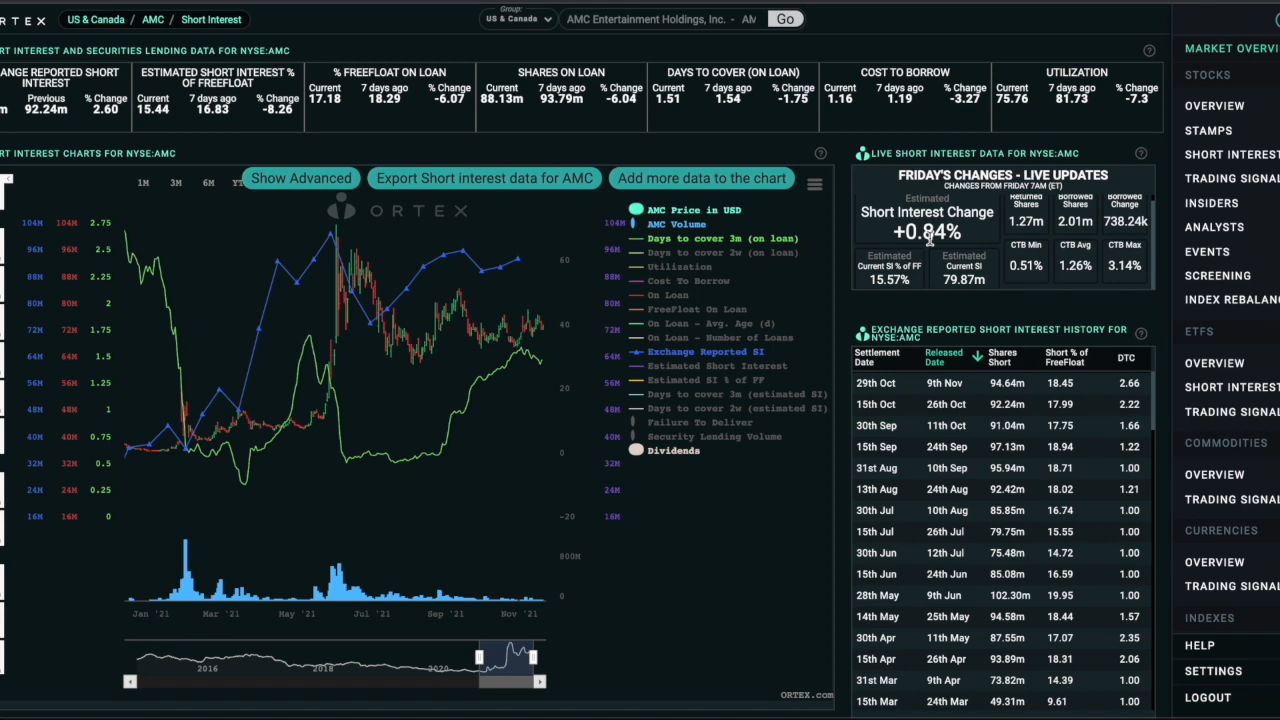 ORTEX
US & Canada / AMC / Short Interest
Group:
US & Canada
AMC Entertainment Holdings, Inc. - AM
Go
RT INTEREST AND SECURITIES LENDING DATA FOR NYSE:AMC
ANGE REPORTED SHORT INTEREST
Previous % Change
m 92.24m 2.60
ESTIMATED SHORT INTEREST % OF FREEFLOAT
Current 7 days ago % Change
15.44 16.83 -8.26
% FREEFLOAT ON LOAN
Current 7 days ago % Change
17.18 18.29 -6.07
SHARES ON LOAN
Current 7 days ago % Change
88.13m 93.79m -6.04
DAYS TO COVER (ON LOAN)
Current 7 days ago % Change
1.51 1.54 -1.75
COST TO BORROW
Current 7 days ago % Change
1.16 1.19 -3.27
UTILIZATION
Current 7 days ago % Change
75.76 81.73 -7.3
RT INTEREST CHARTS FOR NYSE:AMC
1M 3M 6M YT
Show Advanced
Export Short interest data for AMC
Add more data to the chart
ORTEX
104M 104M 2.75
96M 96M 2.5
88M 88M 2.25
80M 80M 2
72M 72M 1.75
64M 64M 1.5
56M 56M 1.25
48M 48M 1
40M 40M 0.75
32M 32M 0.5
24M 24M 0.25
16M 16M 0
60
40
20
0
-20
800M
0
104M
96M
88M
80M
72M
64M
56M
48M
40M
32M
24M
16M
AMC Price in USD
AMC Volume
Days to cover 3m (on loan)
Days to cover 2w (on loan)
Utilization
Cost To Borrow
On Loan
FreeFloat On Loan
On Loan - Avg. Age (d)
On Loan - Number of Loans
Exchange Reported SI
Estimated Short Interest
Estimated SI % of FF
Days to cover 3m (estimated SI)
Days to cover 2w (estimated SI)
Failure To Deliver
Security Lending Volume
Dividends
Jan '21 Mar '21 May '21 Jul '21 Sep '21 Nov '21
2016 2018 2020
ORTEX.com
LIVE SHORT INTEREST DATA FOR NYSE:AMC
FRIDAY'S CHANGES - LIVE UPDATES
CHANGES FROM FRIDAY 7AM (ET)
Estimated
Short Interest Change
+0.84%
Returned Shares
1.27m
Borrowed Shares
2.01m
Borrowed Change
738.24k
Estimated
Current SI % of FF
15.57%
Estimated
Current SI
79.87m
CTB Min
0.51%
CTB Avg
1.26%
CTB Max
3.14%
EXCHANGE REPORTED SHORT INTEREST HISTORY FOR
NYSE:AMC
Settlement Date Released Date Shares Short Short % of FreeFloat DTC
29th Oct 9th Nov 94.64m 18.45 2.66
15th Oct 26th Oct 92.24m 17.99 2.22
30th Sep 11th Oct 91.04m 17.75 1.66
15th Sep 24th Sep 97.13m 18.94 1.22
31st Aug 10th Sep 95.94m 18.71 1.00
13th Aug 24th Aug 92.42m 18.02 1.21
30th Jul 10th Aug 85.85m 16.74 1.00
15th Jul 26th Jul 79.75m 15.55 1.00
30th Jun 12th Jul 75.48m 14.72 1.00
15th Jun 24th Jun 85.08m 16.59 1.00
28th May 9th Jun 102.30m 19.95 1.00
14th May 25th May 94.58m 18.44 1.57
30th Apr 11th May 87.55m 17.07 2.35
15th Apr 26th Apr 93.89m 18.31 2.06
31st Mar 9th Apr 73.82m 14.39 1.00
15th Mar 24th Mar 49.31m 9.61 1.00
MARKET OVERVI
STOCKS
OVERVIEW
STAMPS
SHORT INTEREST
TRADING SIGNAL
INSIDERS
ANALYSTS
EVENTS
SCREENING
INDEX REBALAN
ETFS
OVERVIEW
SHORT INTEREST
TRADING SIGNAL
COMMODITIES
OVERVIEW
TRADING SIGNAL
CURRENCIES
OVERVIEW
TRADING SIGNAL
INDEXES
HELP
SETTINGS
LOGOUT